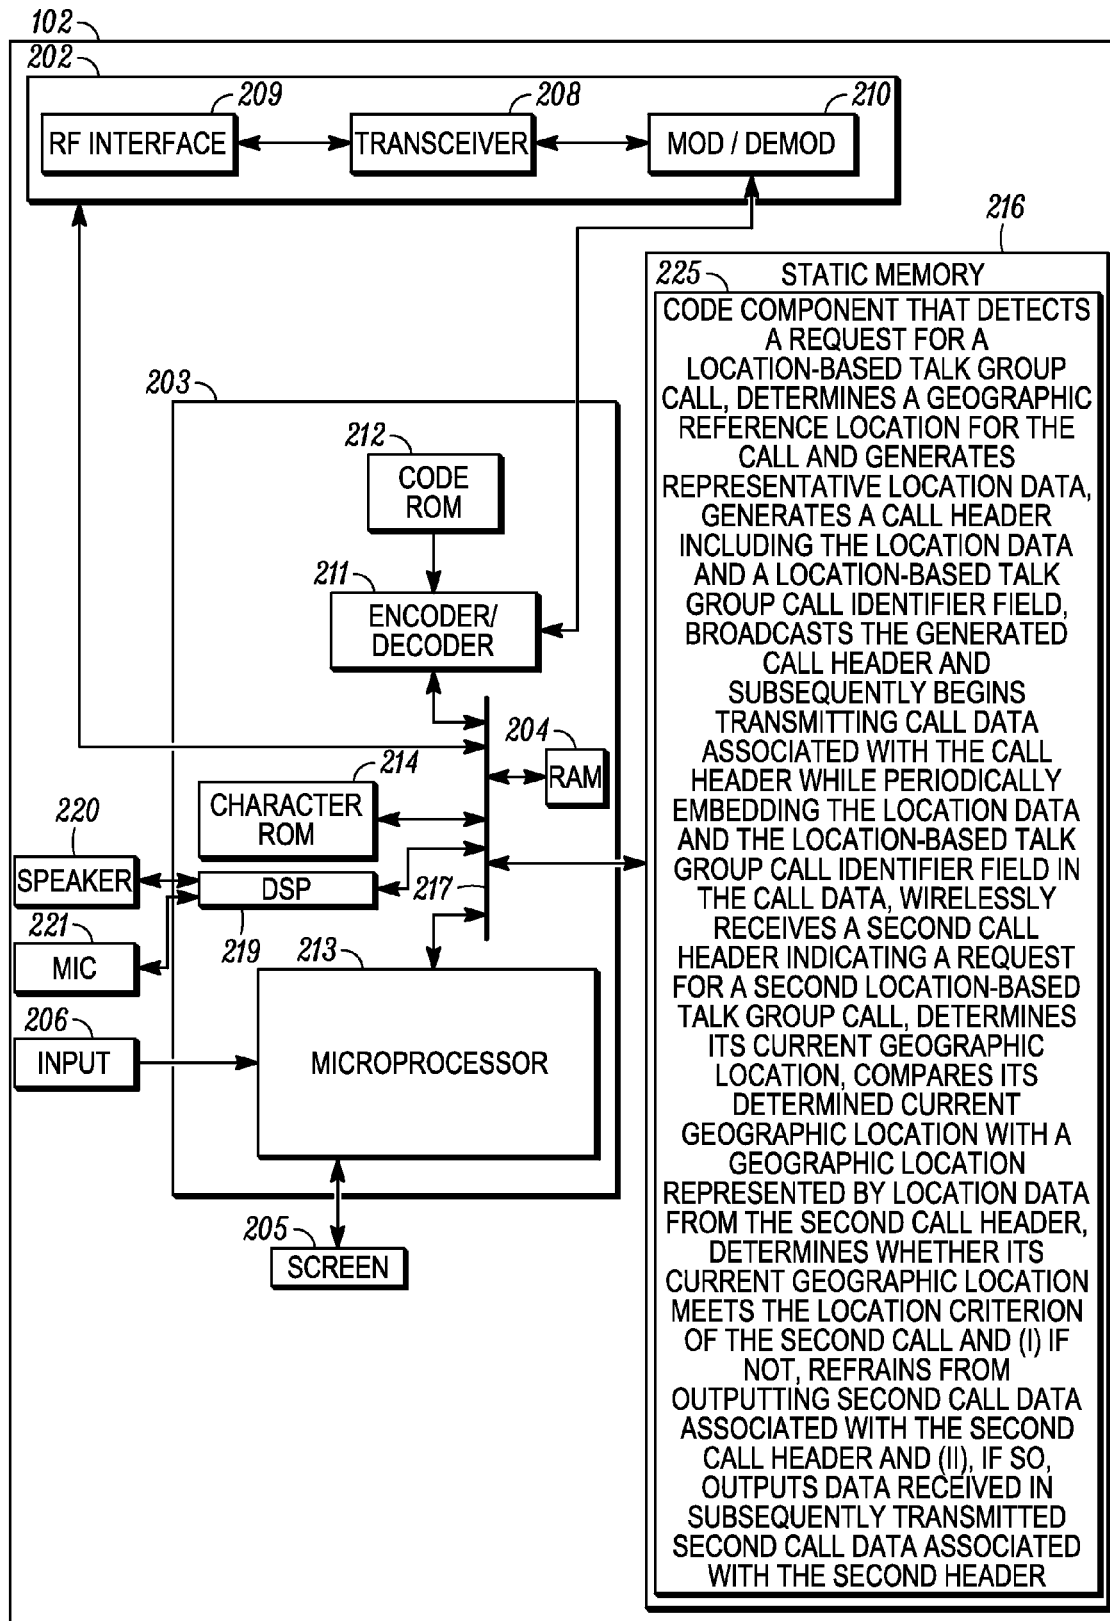 102
202
209
208
210
RF INTERFACE
TRANSCEIVER
MOD / DEMOD
216
STATIC MEMORY
225
CODE COMPONENT THAT DETECTS
A REQUEST FOR A
LOCATION-BASED TALK GROUP
CALL, DETERMINES A GEOGRAPHIC
REFERENCE LOCATION FOR THE
CALL AND GENERATES
REPRESENTATIVE LOCATION DATA,
GENERATES A CALL HEADER
INCLUDING THE LOCATION DATA
AND A LOCATION-BASED TALK
GROUP CALL IDENTIFIER FIELD,
BROADCASTS THE GENERATED
CALL HEADER AND
SUBSEQUENTLY BEGINS
TRANSMITTING CALL DATA
ASSOCIATED WITH THE CALL
HEADER WHILE PERIODICALLY
EMBEDDING THE LOCATION DATA
AND THE LOCATION-BASED TALK
GROUP CALL IDENTIFIER FIELD IN
THE CALL DATA, WIRELESSLY
RECEIVES A SECOND CALL
HEADER INDICATING A REQUEST
FOR A SECOND LOCATION-BASED
TALK GROUP CALL, DETERMINES
ITS CURRENT GEOGRAPHIC
LOCATION, COMPARES ITS
DETERMINED CURRENT
GEOGRAPHIC LOCATION WITH A
GEOGRAPHIC LOCATION
REPRESENTED BY LOCATION DATA
FROM THE SECOND CALL HEADER,
DETERMINES WHETHER ITS
CURRENT GEOGRAPHIC LOCATION
MEETS THE LOCATION CRITERION
OF THE SECOND CALL AND (I) IF
NOT, REFRAINS FROM
OUTPUTTING SECOND CALL DATA
ASSOCIATED WITH THE SECOND
CALL HEADER AND (II), IF SO,
OUTPUTS DATA RECEIVED IN
SUBSEQUENTLY TRANSMITTED
SECOND CALL DATA ASSOCIATED
WITH THE SECOND HEADER
203
212
CODE
ROM
211
ENCODER/
DECODER
204
RAM
214
CHARACTER
ROM
220
SPEAKER
DSP
217
219
221
MIC
213
MICROPROCESSOR
206
INPUT
205
SCREEN